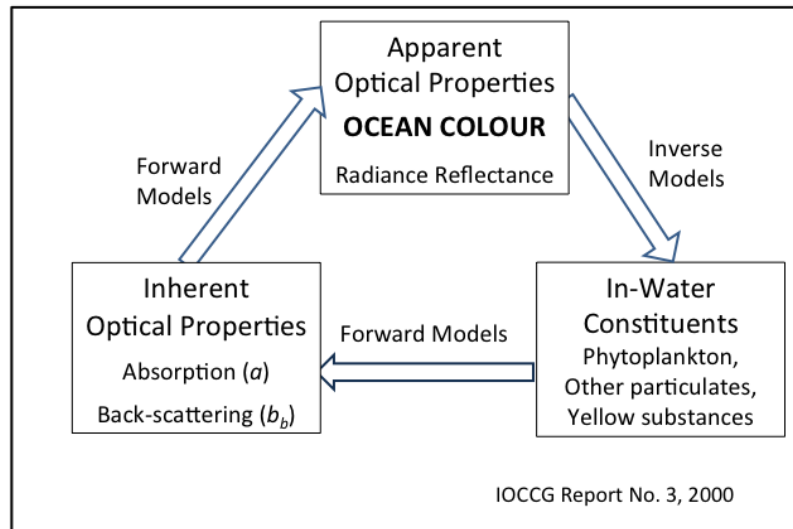 Apparent
Optical Properties
OCEAN COLOUR
Radiance Reflectance
Forward
Models
Inverse
Models
Inherent
Optical Properties
Absorption (a)
Back-scattering (b_b)
Forward Models
In-Water
Constituents
Phytoplankton,
Other particulates,
Yellow substances
IOCCG Report No. 3, 2000